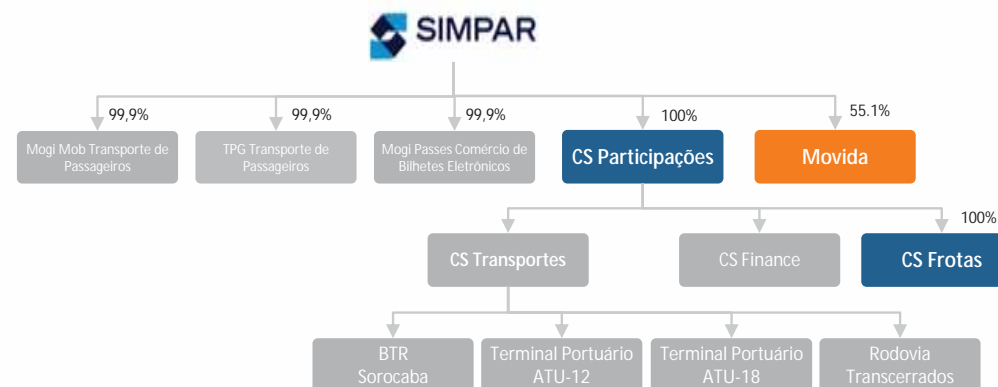 SIMPAR
99,9%
99,9%
99,9%
100%
55.1%
Mogi Mob Transporte de
Passageiros
TPG Transporte de
Passageiros
Mogi Passes Comércio de
Bilhetes Eletrônicos
CS Participações
Movida
100%
CS Transportes
CS Finance
CS Frotas
BTR
Sorocaba
Terminal Portuário
ATU-12
Terminal Portuário
ATU-18
Rodovia
Transcerrados